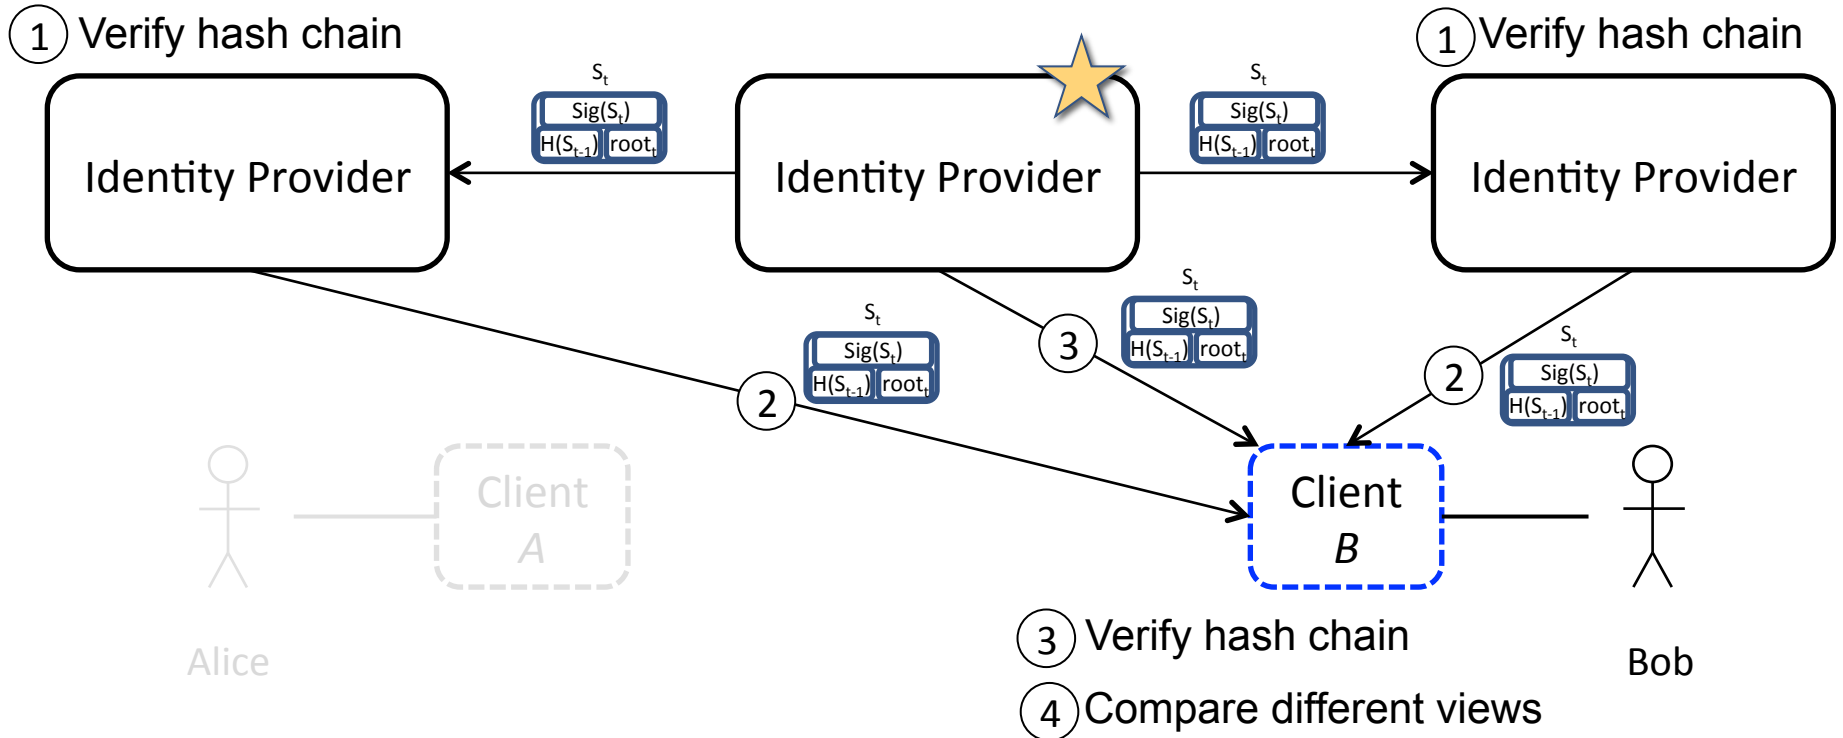 1 Verify hash chain
1 Verify hash chain
Sₜ
Sig(Sₜ)
H(Sₜ₋₁) rootₜ
Sₜ
Sig(Sₜ)
H(Sₜ₋₁) rootₜ
Identity Provider
Identity Provider
Identity Provider
Sₜ
Sig(Sₜ)
H(Sₜ₋₁) rootₜ
3
Sₜ
Sig(Sₜ)
H(Sₜ₋₁) rootₜ
2
Sₜ
Sig(Sₜ)
H(Sₜ₋₁) rootₜ
2
Client
A
Client
B
Alice
Bob
3 Verify hash chain
4 Compare different views